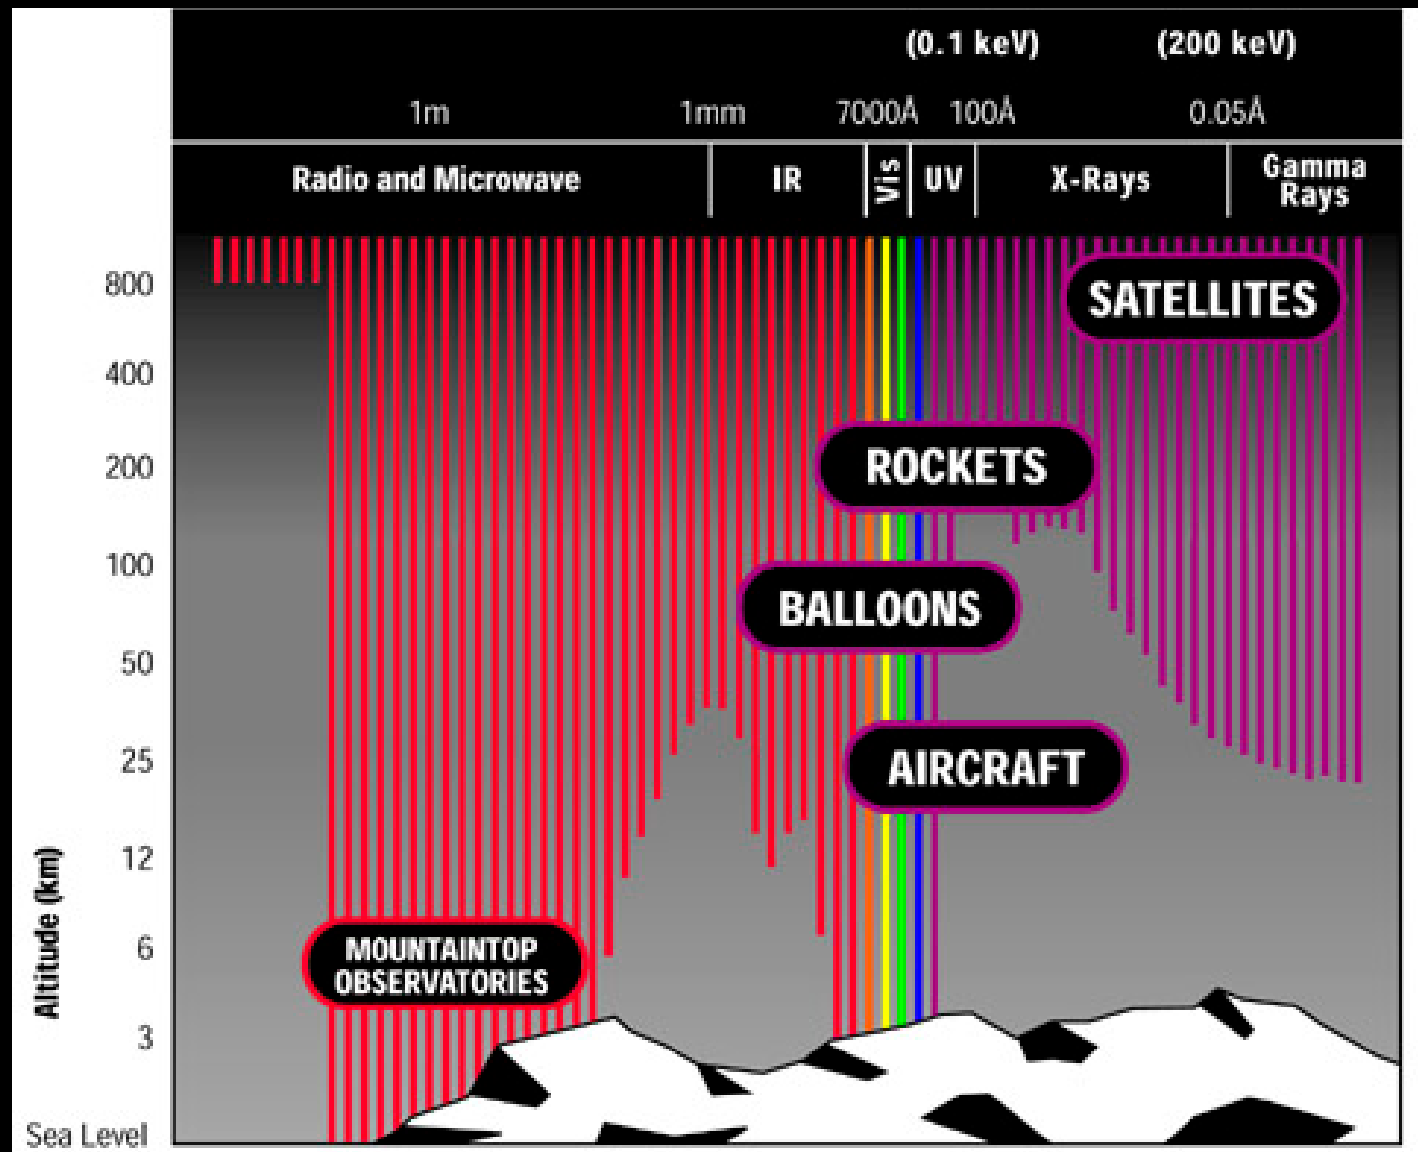 (0.1 keV) (200 keV)
1m 1mm 7000Å 100Å 0.05Å
Radio and Microwave IR Vis UV X-Rays Gamma
Rays
800
SATELLITES
400
200
ROCKETS
100
BALLOONS
50
25
AIRCRAFT
12
Altitude (km)
6
MOUNTAINTOP
OBSERVATORIES
3
Sea Level